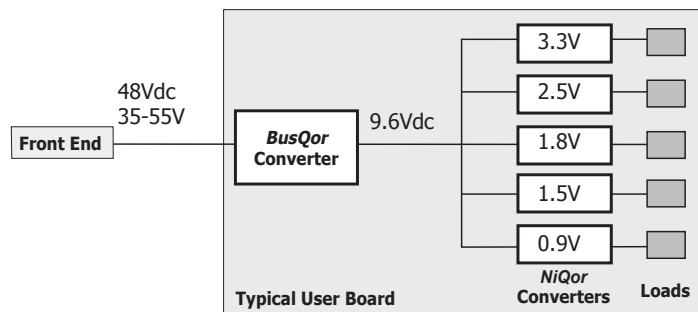 3.3V
48Vdc
35-55V
2.5V
9.6Vdc
BusQor
Converter
Front End
1.8V
1.5V
0.9V
NiQor
Converters
Loads
Typical User Board